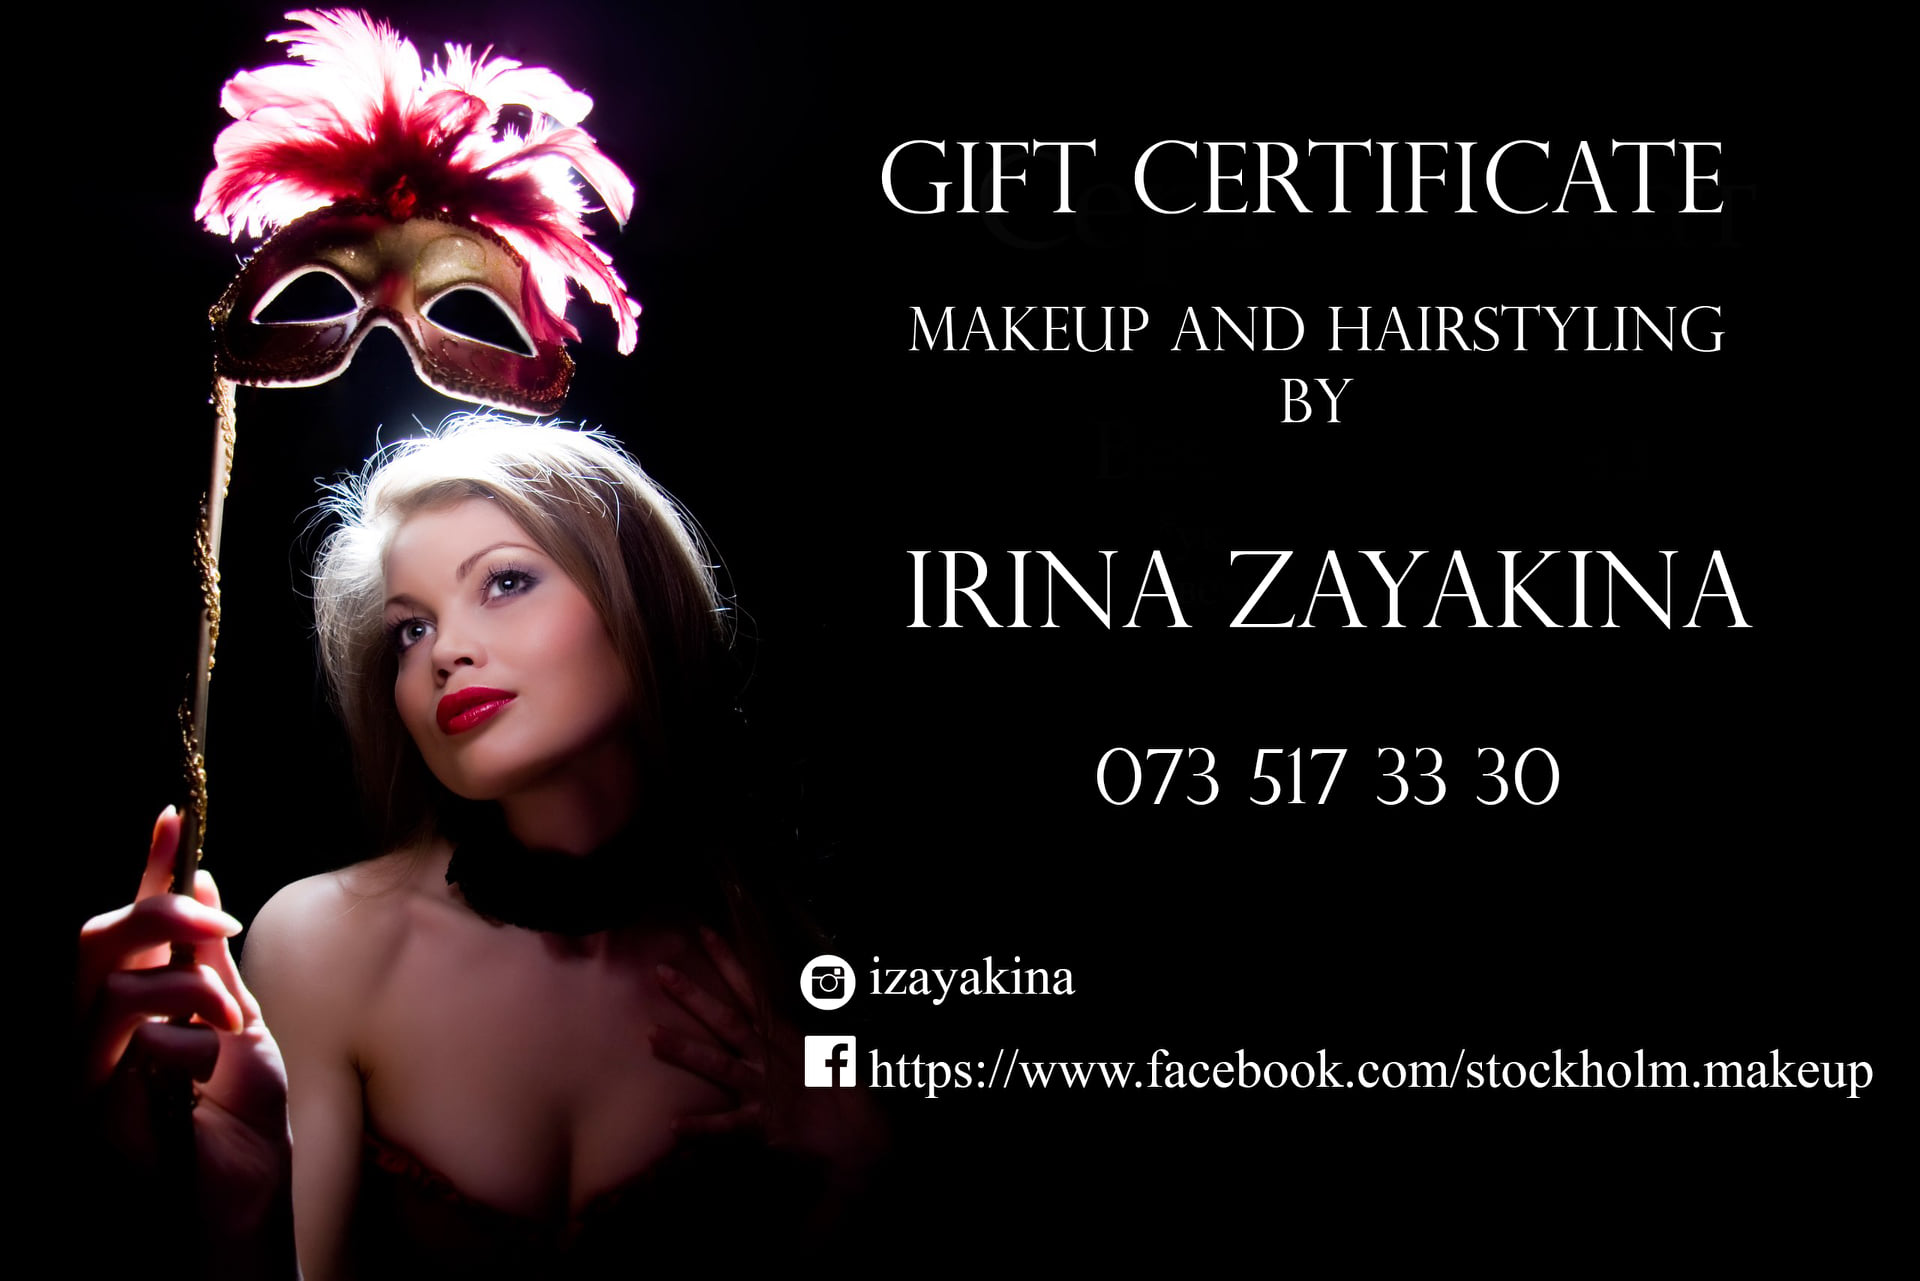 GIFT CERTIFICATE
MAKEUP AND HAIRSTYLING
BY
IRINA ZAYAKINA
073 517 33 30
izayakina
https://www.facebook.com/stockholm.makeup